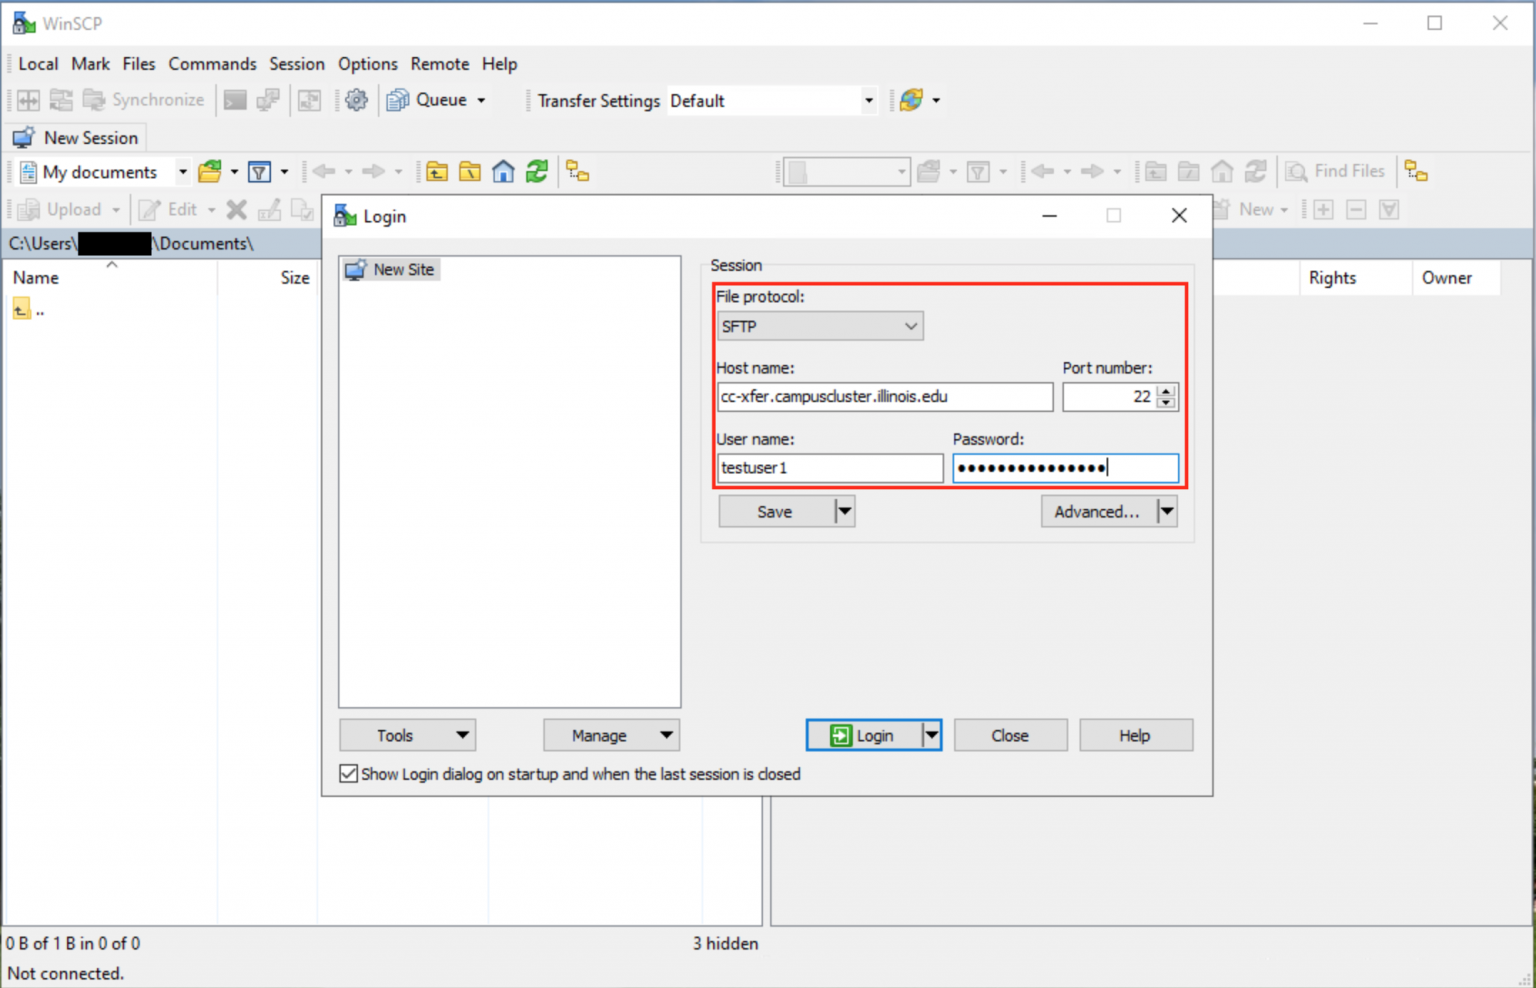 WinSCP
Local Mark Files Commands Session Options Remote Help
Synchronize Queue Transfer Settings Default
New Session
My documents Find Files
Upload Edit New
C:\Users\ \Documents\
Name Size Rights Owner
..
Login
New Site
Session
File protocol:
SFTP
Host name: Port number:
cc-xfer.campuscluster.illinois.edu 22
User name: Password:
testuser1 ●●●●●●●●●●●●●●●
Save Advanced...
Tools Manage Login Close Help
Show Login dialog on startup and when the last session is closed
0 B of 1 B in 0 of 0 3 hidden
Not connected.